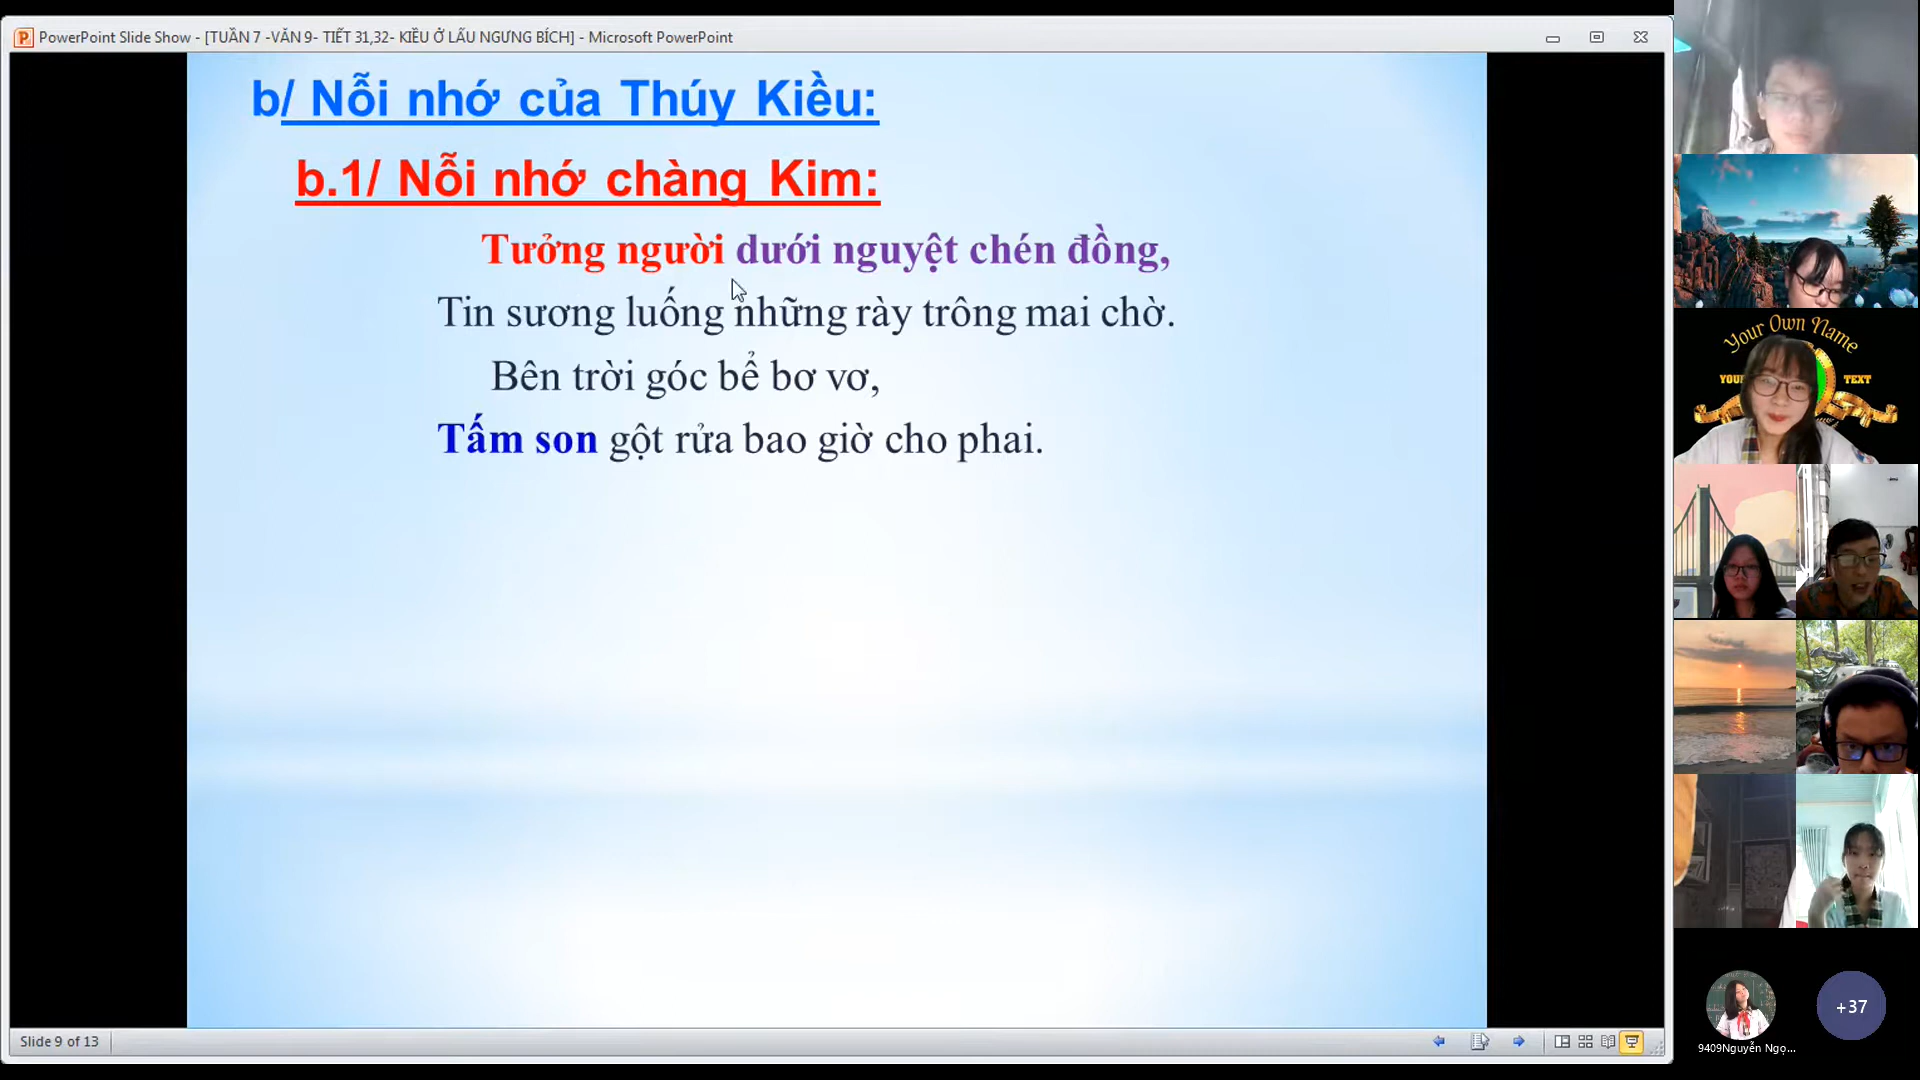 PowerPoint Slide Show - [TUẦN 7 -VĂN 9- TIẾT 31,32- KIỀU Ở LẦU NGƯNG BÍCH] - Microsoft PowerPoint
b/ Nỗi nhớ của Thúy Kiều:
b.1/ Nỗi nhớ chàng Kim:
Tưởng người dưới nguyệt chén đồng,
Tin sương luống những rày trông mai chờ.
Bên trời góc bể bơ vơ,
Tấm son gột rửa bao giờ cho phai.
Slide 9 of 13
Your Own Name
YOUR TEXT
+37
9409Nguyễn Ngọ...